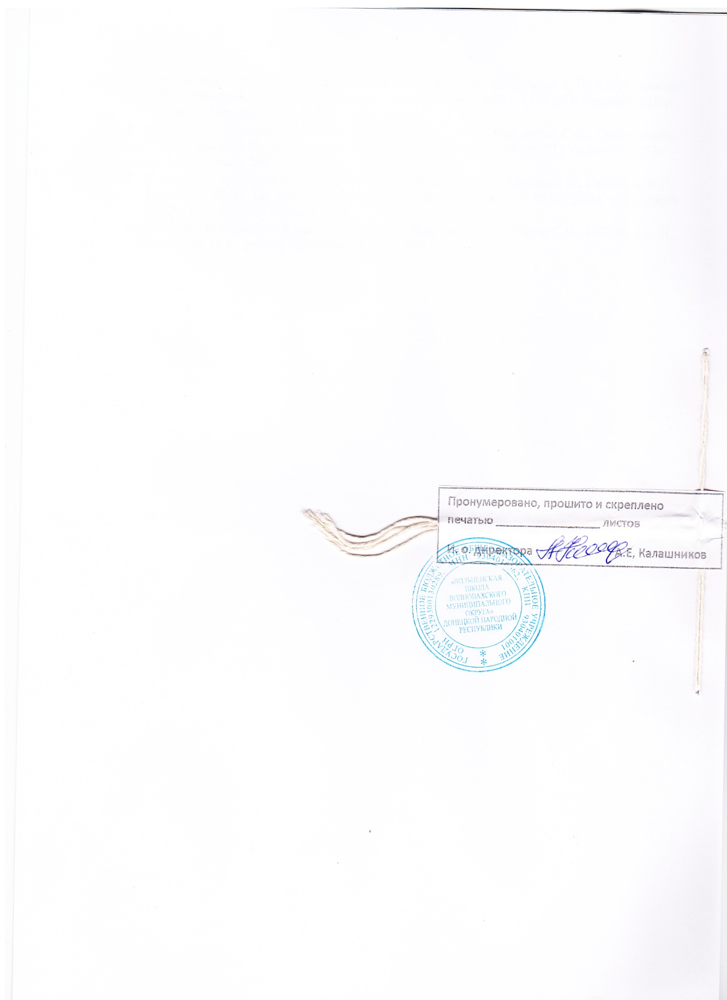 Пронумеровано, прошито и скреплено
печатью ________________ листов
И. о. директора А.Е. Калашников
ГОСУДАРСТВЕННОЕ БЮДЖЕТНОЕ ОБЩЕОБРАЗОВАТЕЛЬНОЕ УЧРЕЖДЕНИЕ
ОГРН 1229300130289. ИНН КПП 930401001
«ВОЛЬНЕНСКАЯ
ШКОЛА
ВОЛНОВАХСКОГО
МУНИЦИПАЛЬНОГО
ОКРУГА»
ДОНЕЦКОЙ НАРОДНОЙ
РЕСПУБЛИКИ